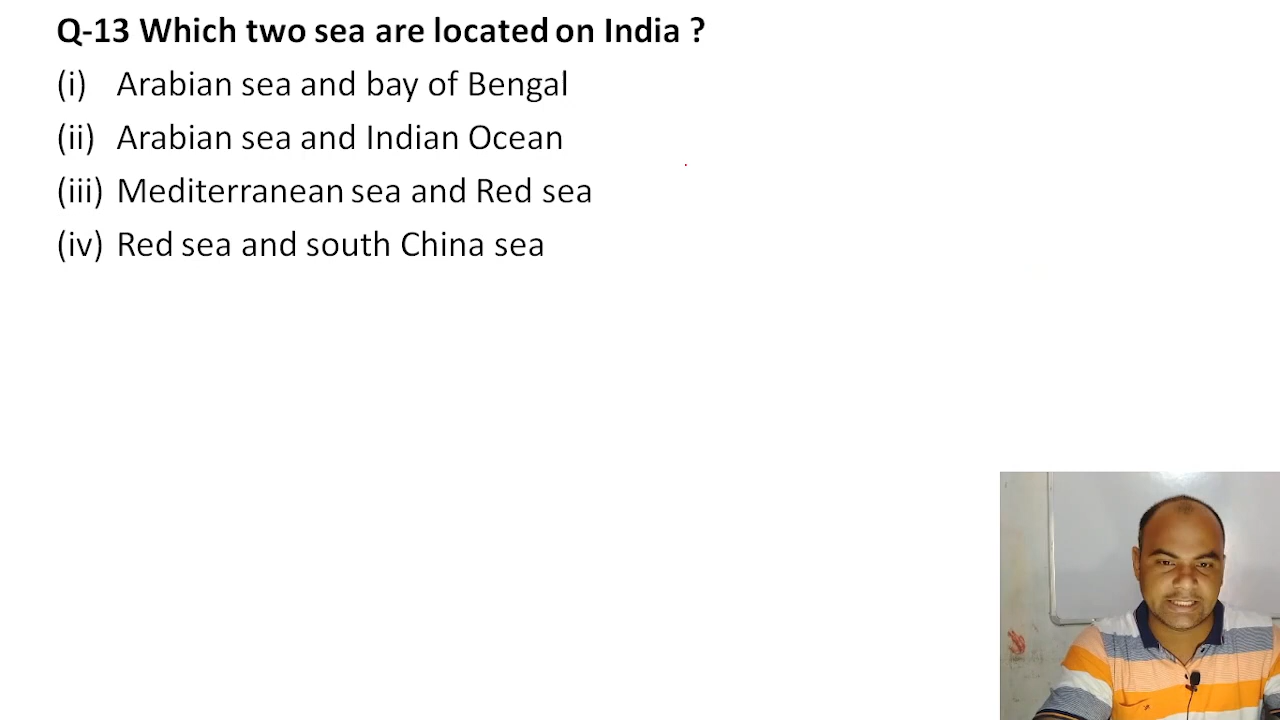 Q-13 Which two sea are located on India ?
(i) Arabian sea and bay of Bengal
(ii) Arabian sea and Indian Ocean
(iii) Mediterranean sea and Red sea
(iv) Red sea and south China sea